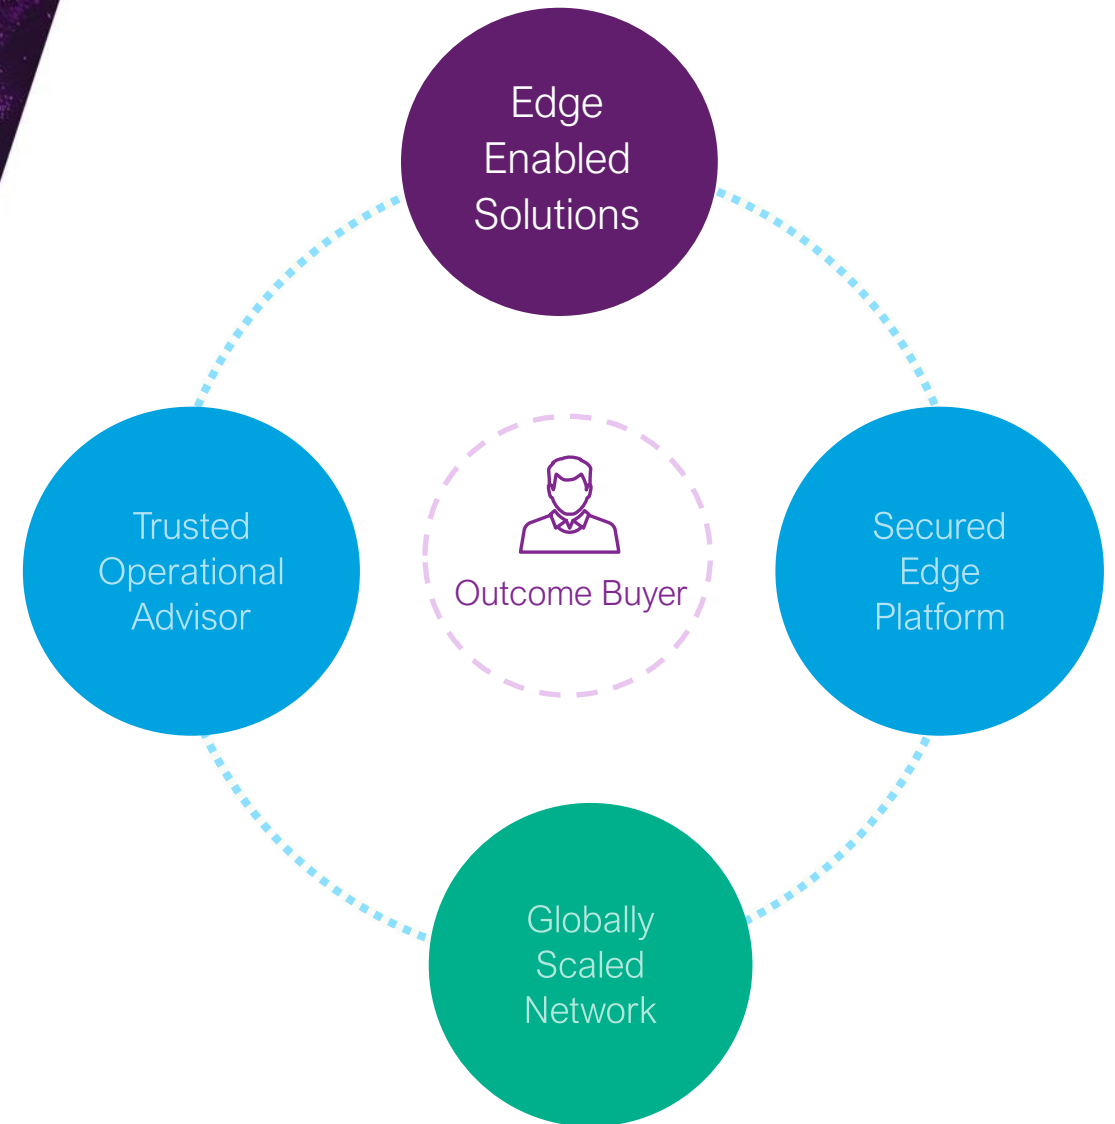 Edge
Enabled
Solutions
Trusted
Operational
Advisor
Outcome Buyer
Secured
Edge
Platform
Globally
Scaled
Network